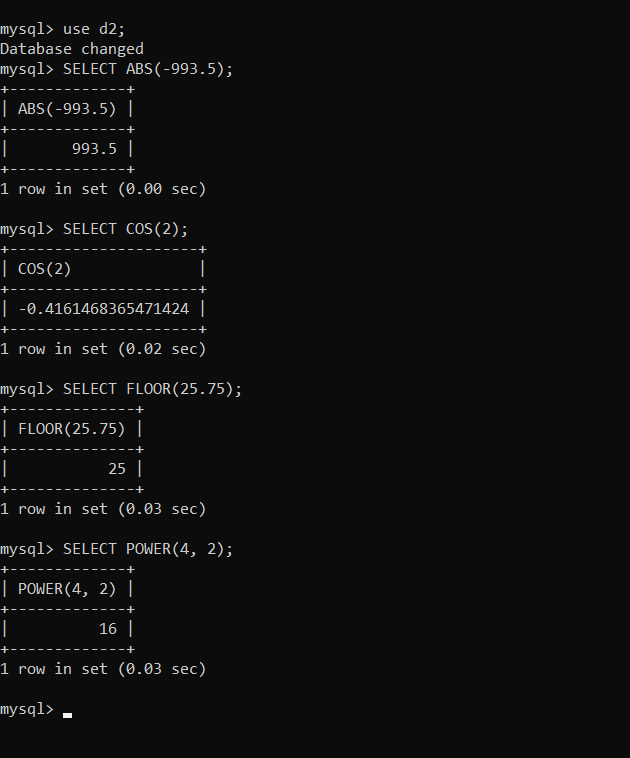 mysql> use d2;
Database changed
mysql> SELECT ABS(-993.5);
+-------------+
| ABS(-993.5) |
+-------------+
|       993.5 |
+-------------+
1 row in set (0.00 sec)

mysql> SELECT COS(2);
+---------------------+
| COS(2)              |
+---------------------+
| -0.4161468365471424 |
+---------------------+
1 row in set (0.02 sec)

mysql> SELECT FLOOR(25.75);
+--------------+
| FLOOR(25.75) |
+--------------+
|           25 |
+--------------+
1 row in set (0.03 sec)

mysql> SELECT POWER(4, 2);
+-------------+
| POWER(4, 2) |
+-------------+
|          16 |
+-------------+
1 row in set (0.03 sec)

mysql>